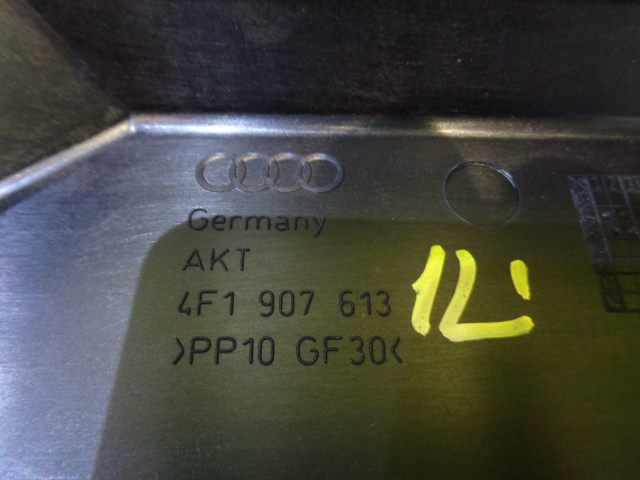 Germany
AKT
4F1 907 613
>PP10 GF30<